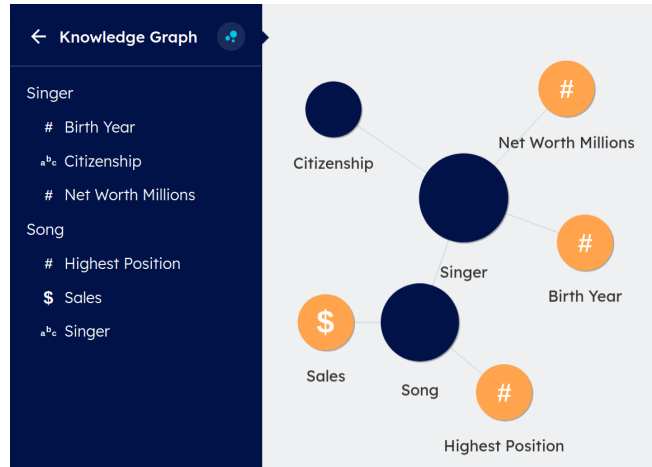 Knowledge Graph
Singer
# Birth Year
abc Citizenship
# Net Worth Millions
Song
# Highest Position
$ Sales
abc Singer
#
Net Worth Millions
Citizenship
#
Singer
Birth Year
$
Sales
Song
#
Highest Position